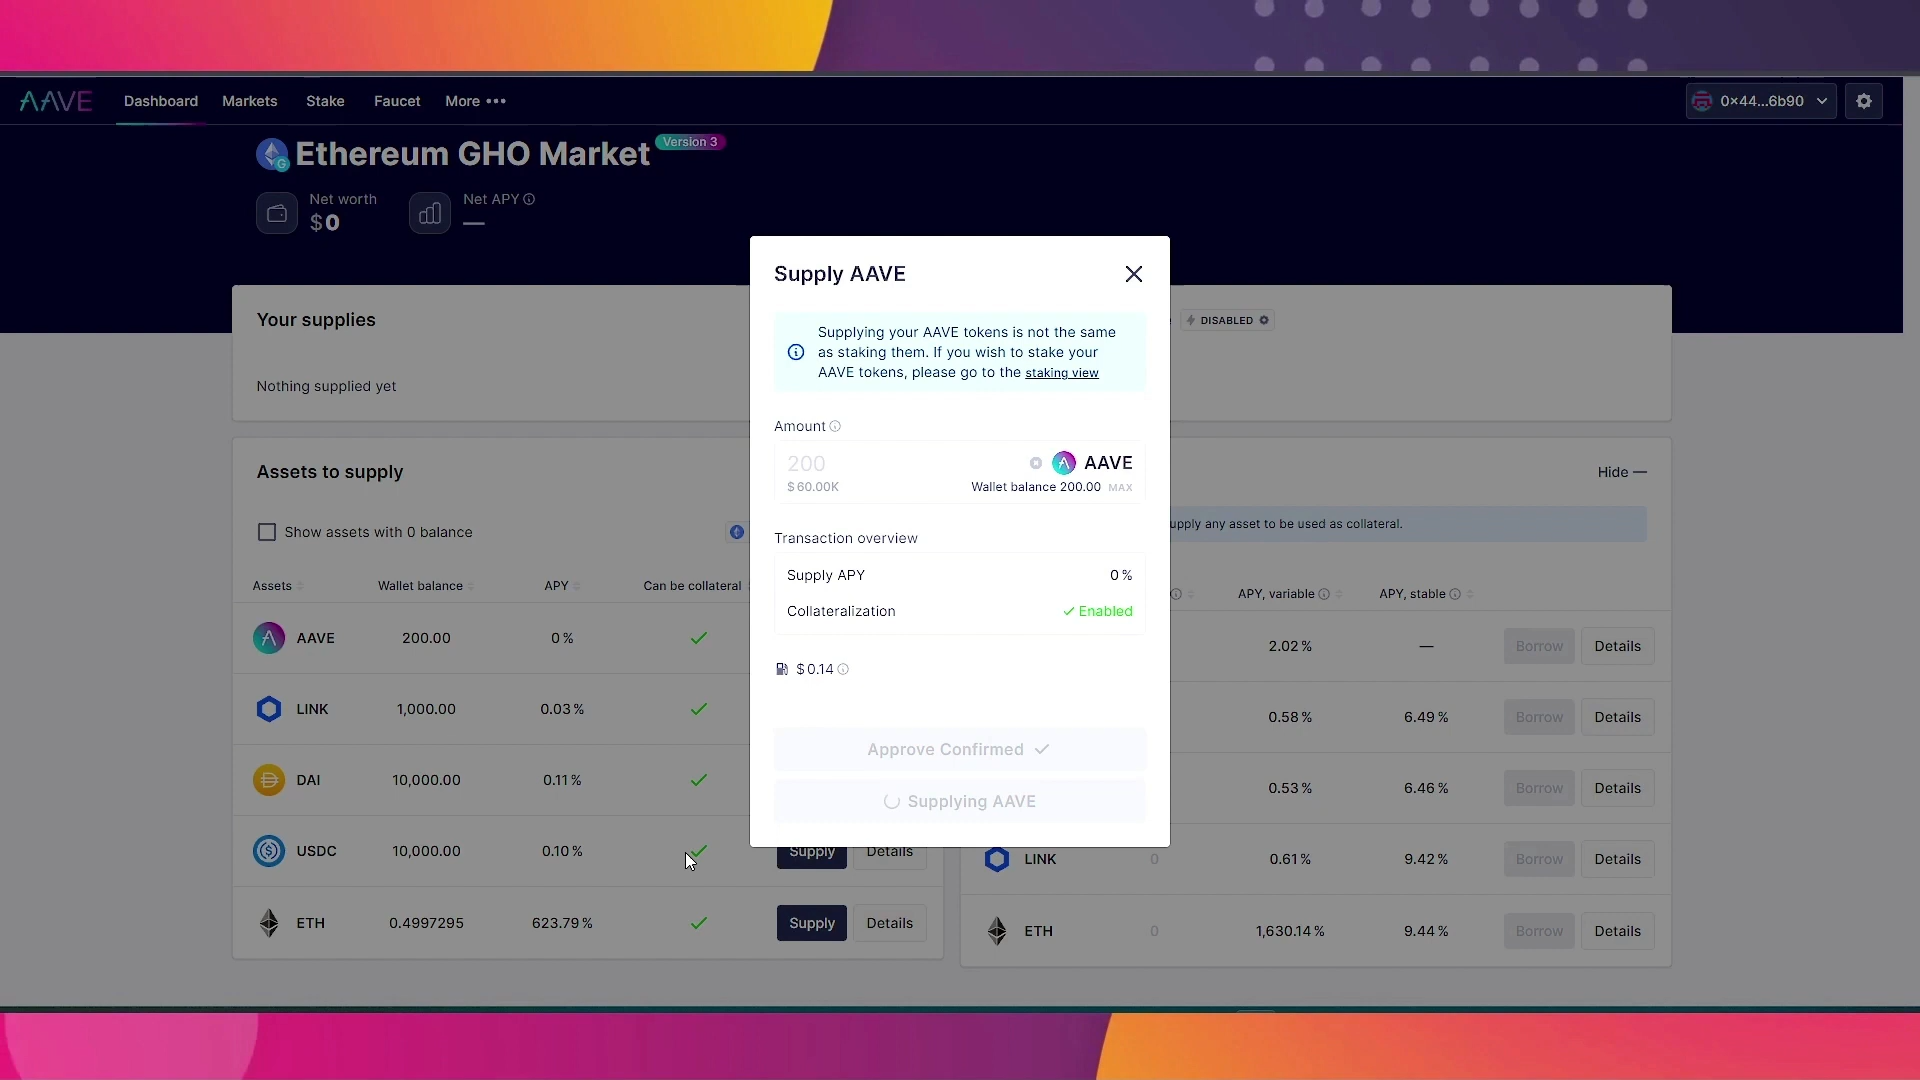 AAVE
Dashboard
Markets
Stake
Faucet
More
0x44...6b90
Ethereum GHO Market
Version 3
Net worth
$0
Net APY
—
Your supplies
Nothing supplied yet
DISABLED
Assets to supply
Hide —
Show assets with 0 balance
upply any asset to be used as collateral.
Assets
Wallet balance
APY
Can be collateral
AAVE 200.00 0 %
LINK 1,000.00 0.03 %
DAI 10,000.00 0.11 %
USDC 10,000.00 0.10 % Supply Details
ETH 0.4997295 623.79 % Supply Details
Supply AAVE
Supplying your AAVE tokens is not the same
as staking them. If you wish to stake your
AAVE tokens, please go to the staking view
Amount
200 AAVE
$ 60.00K Wallet balance 200.00 MAX
Transaction overview
Supply APY 0 %
Collateralization Enabled
$ 0.14
Approve Confirmed
Supplying AAVE
APY, variable
APY, stable
2.02 % — Borrow Details
0.58 % 6.49 % Borrow Details
0.53 % 6.46 % Borrow Details
LINK 0 0.61 % 9.42 % Borrow Details
ETH 0 1,630.14 % 9.44 % Borrow Details